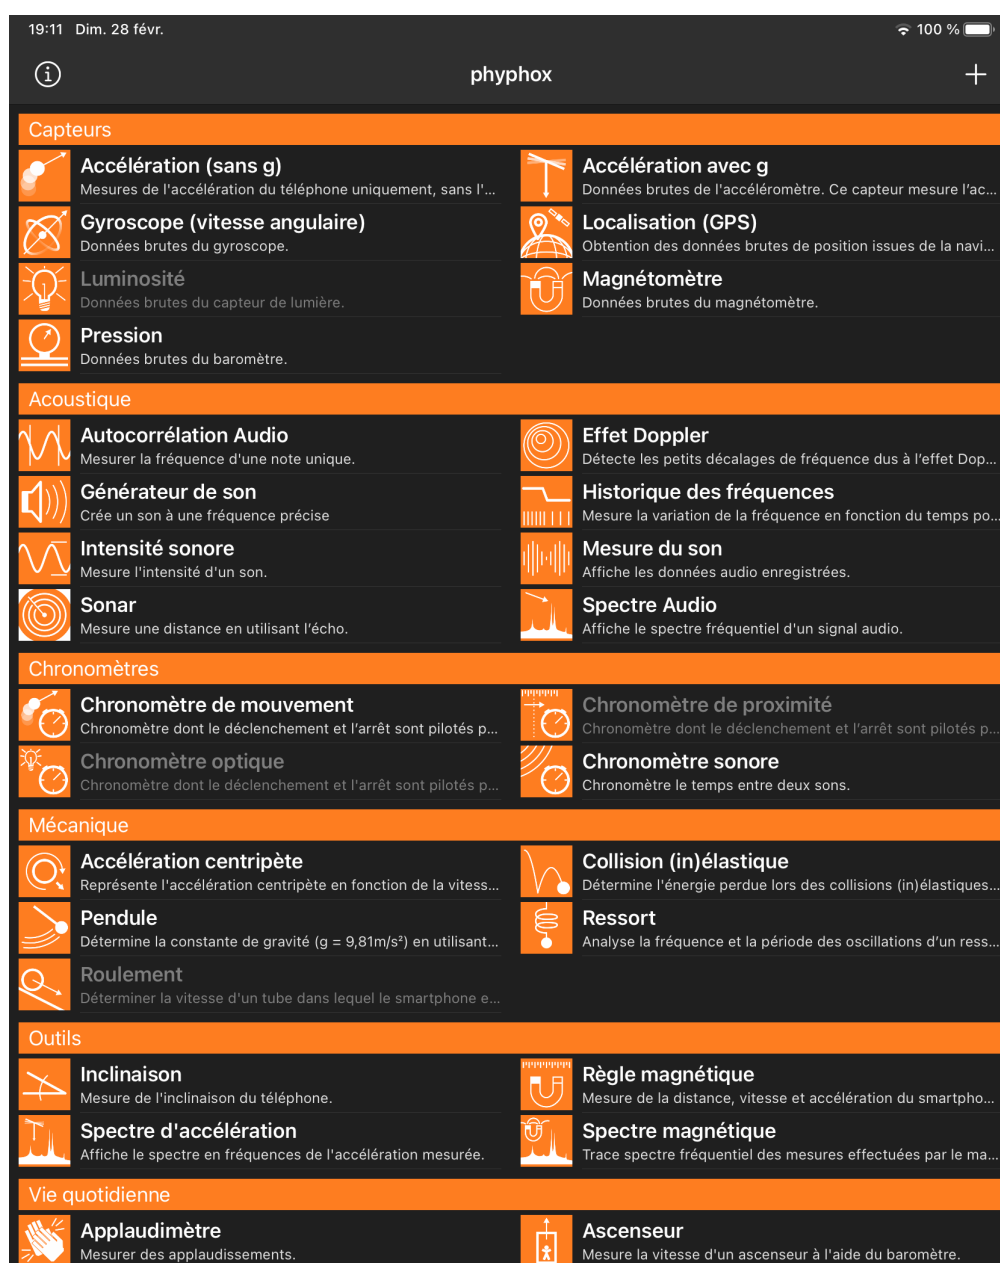 19:11 Dim. 28 févr.
100 %
phyphox
Capteurs
Accélération (sans g)
Mesures de l'accélération du téléphone uniquement, sans l'...
Accélération avec g
Données brutes de l'accéléromètre. Ce capteur mesure l'ac...
Gyroscope (vitesse angulaire)
Données brutes du gyroscope.
Localisation (GPS)
Obtention des données brutes de position issues de la navi...
Luminosité
Données brutes du capteur de lumière.
Magnétomètre
Données brutes du magnétomètre.
Pression
Données brutes du baromètre.
Acoustique
Autocorrélation Audio
Mesurer la fréquence d'une note unique.
Effet Doppler
Détecte les petits décalages de fréquence dus à l'effet Dop...
Générateur de son
Crée un son à une fréquence précise
Historique des fréquences
Mesure la variation de la fréquence en fonction du temps po...
Intensité sonore
Mesure l'intensité d'un son.
Mesure du son
Affiche les données audio enregistrées.
Sonar
Mesure une distance en utilisant l'écho.
Spectre Audio
Affiche le spectre fréquentiel d'un signal audio.
Chronomètres
Chronomètre de mouvement
Chronomètre dont le déclenchement et l'arrêt sont pilotés p...
Chronomètre de proximité
Chronomètre dont le déclenchement et l'arrêt sont pilotés p...
Chronomètre optique
Chronomètre dont le déclenchement et l'arrêt sont pilotés p...
Chronomètre sonore
Chronomètre le temps entre deux sons.
Mécanique
Accélération centripète
Représente l'accélération centripète en fonction de la vitess...
Collision (in)élastique
Détermine l'énergie perdue lors des collisions (in)élastiques...
Pendule
Détermine la constante de gravité (g = 9,81m/s²) en utilisant...
Ressort
Analyse la fréquence et la période des oscillations d'un ress...
Roulement
Déterminer la vitesse d'un tube dans lequel le smartphone e...
Outils
Inclinaison
Mesure de l'inclinaison du téléphone.
Règle magnétique
Mesure de la distance, vitesse et accélération du smartpho...
Spectre d'accélération
Affiche le spectre en fréquences de l'accélération mesurée.
Spectre magnétique
Trace spectre fréquentiel des mesures effectuées par le ma...
Vie quotidienne
Applaudimètre
Mesurer des applaudissements.
Ascenseur
Mesure la vitesse d'un ascenseur à l'aide du baromètre.